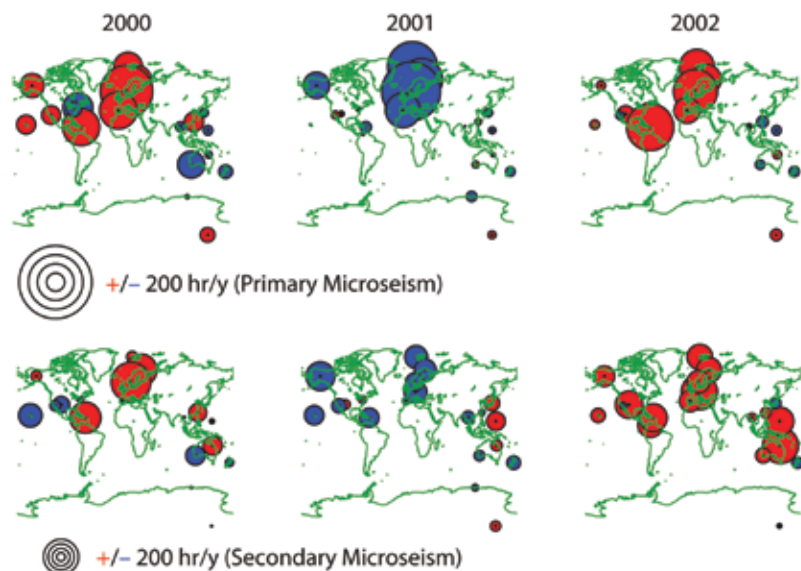 2000 2001 2002
+/– 200 hr/y (Primary Microseism)
+/– 200 hr/y (Secondary Microseism)